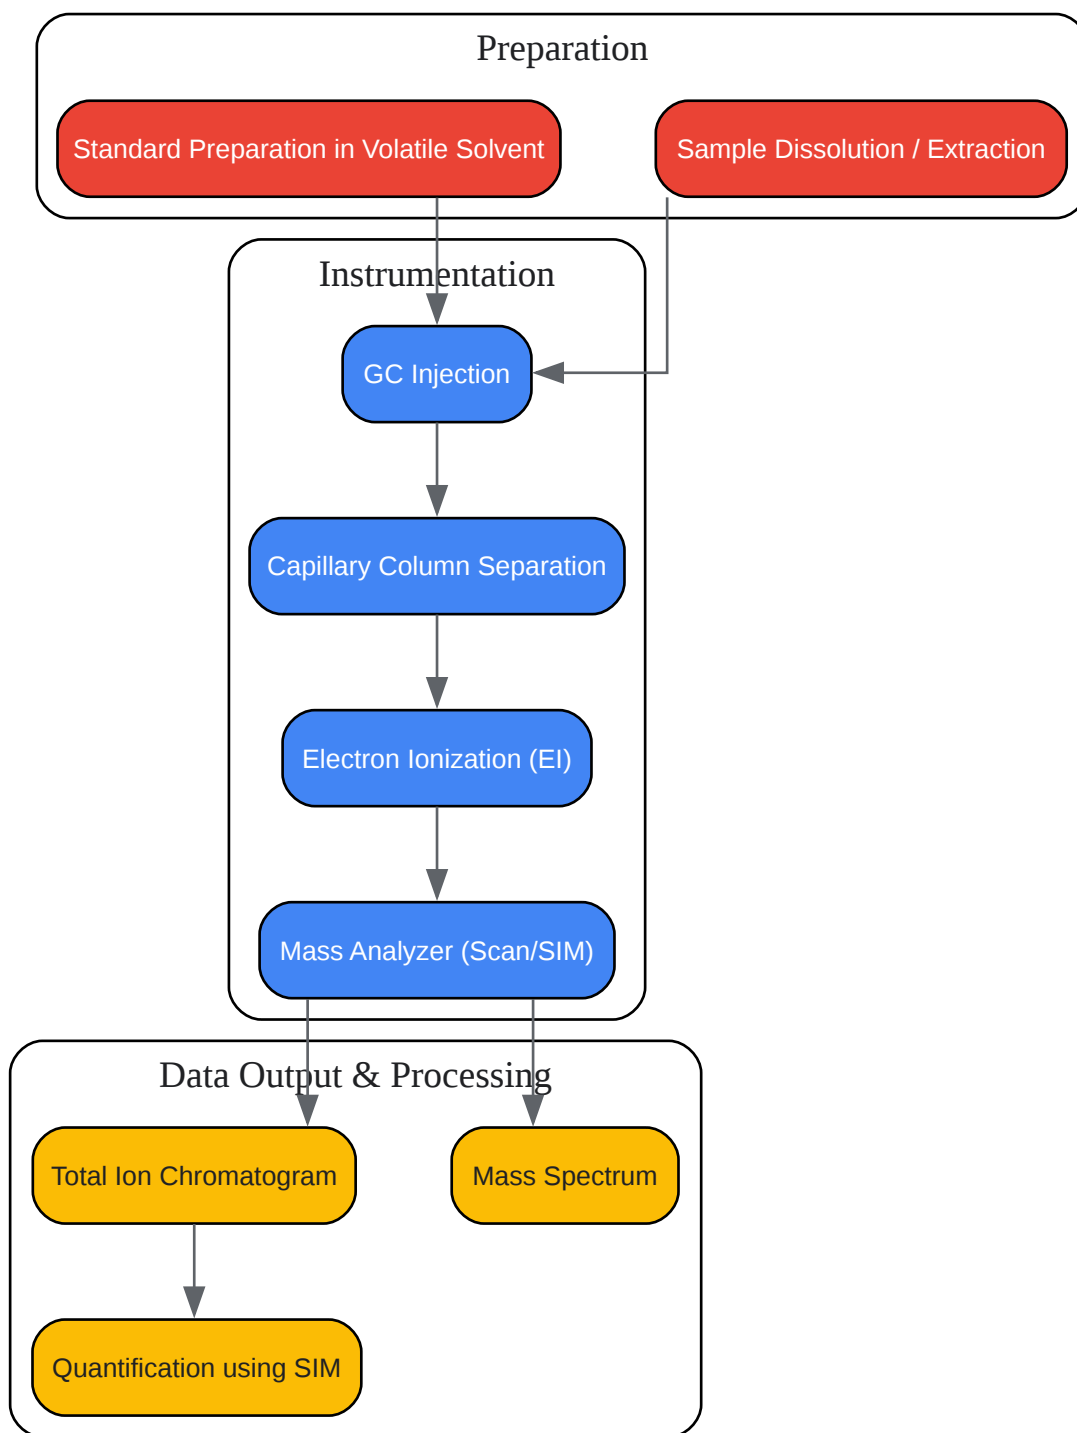 Preparation
Standard Preparation in Volatile Solvent
Sample Dissolution / Extraction
Instrumentation
GC Injection
Capillary Column Separation
Electron Ionization (EI)
Mass Analyzer (Scan/SIM)
Data Output & Processing
Total Ion Chromatogram
Mass Spectrum
Quantification using SIM